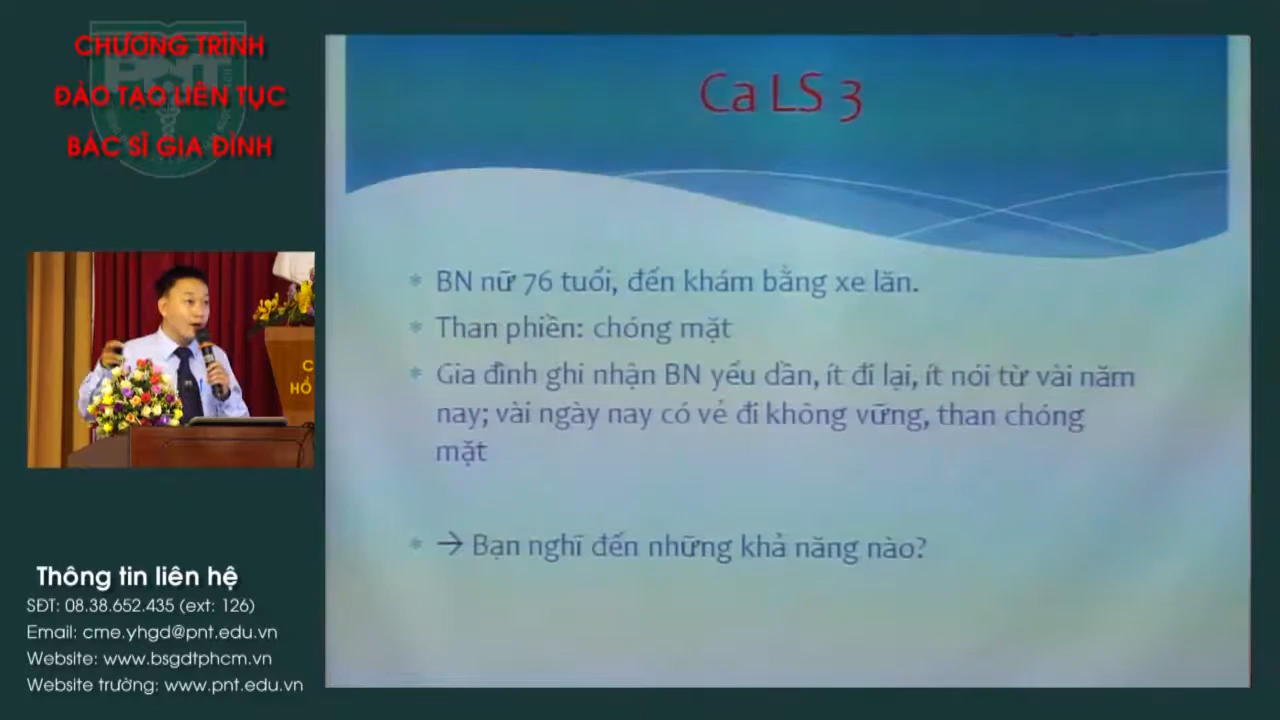 CHƯƠNG TRÌNH
ĐÀO TẠO LIÊN TỤC
BÁC SĨ GIA ĐÌNH
PNT
Ca LS 3
* BN nữ 76 tuổi, đến khám bằng xe lăn.
* Than phiền: chóng mặt
* Gia đình ghi nhận BN yếu dần, ít đi lại, ít nói từ vài năm
nay; vài ngày nay có vẻ đi không vững, than chóng
mặt
* → Bạn nghĩ đến những khả năng nào?
C
HỒ
Thông tin liên hệ
SĐT: 08.38.652.435 (ext: 126)
Email: cme.yhgd@pnt.edu.vn
Website: www.bsgdtphcm.vn
Website trường: www.pnt.edu.vn